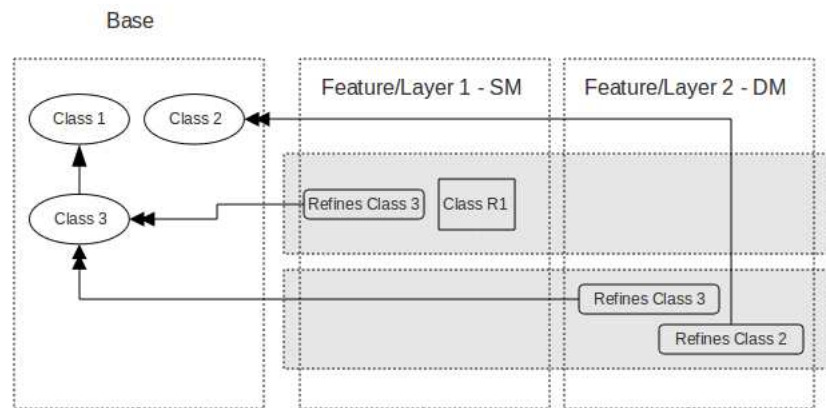 Base
Feature/Layer 1 - SM
Feature/Layer 2 - DM
Class 1
Class 2
Refines Class 3
Class R1
Class 3
Refines Class 3
Refines Class 2